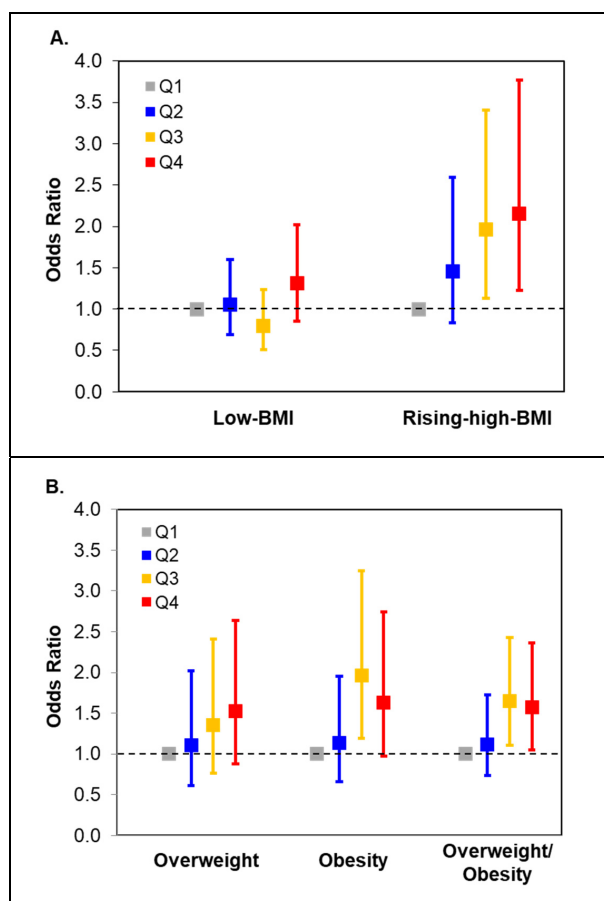 A.
4.0
3.5
3.0
2.5
2.0
1.5
1.0
0.5
0.0
Odds Ratio
Q1
Q2
Q3
Q4
Low-BMI
Rising-high-BMI
B.
4.0
3.5
3.0
2.5
2.0
1.5
1.0
0.5
0.0
Odds Ratio
Q1
Q2
Q3
Q4
Overweight
Obesity
Overweight/
Obesity